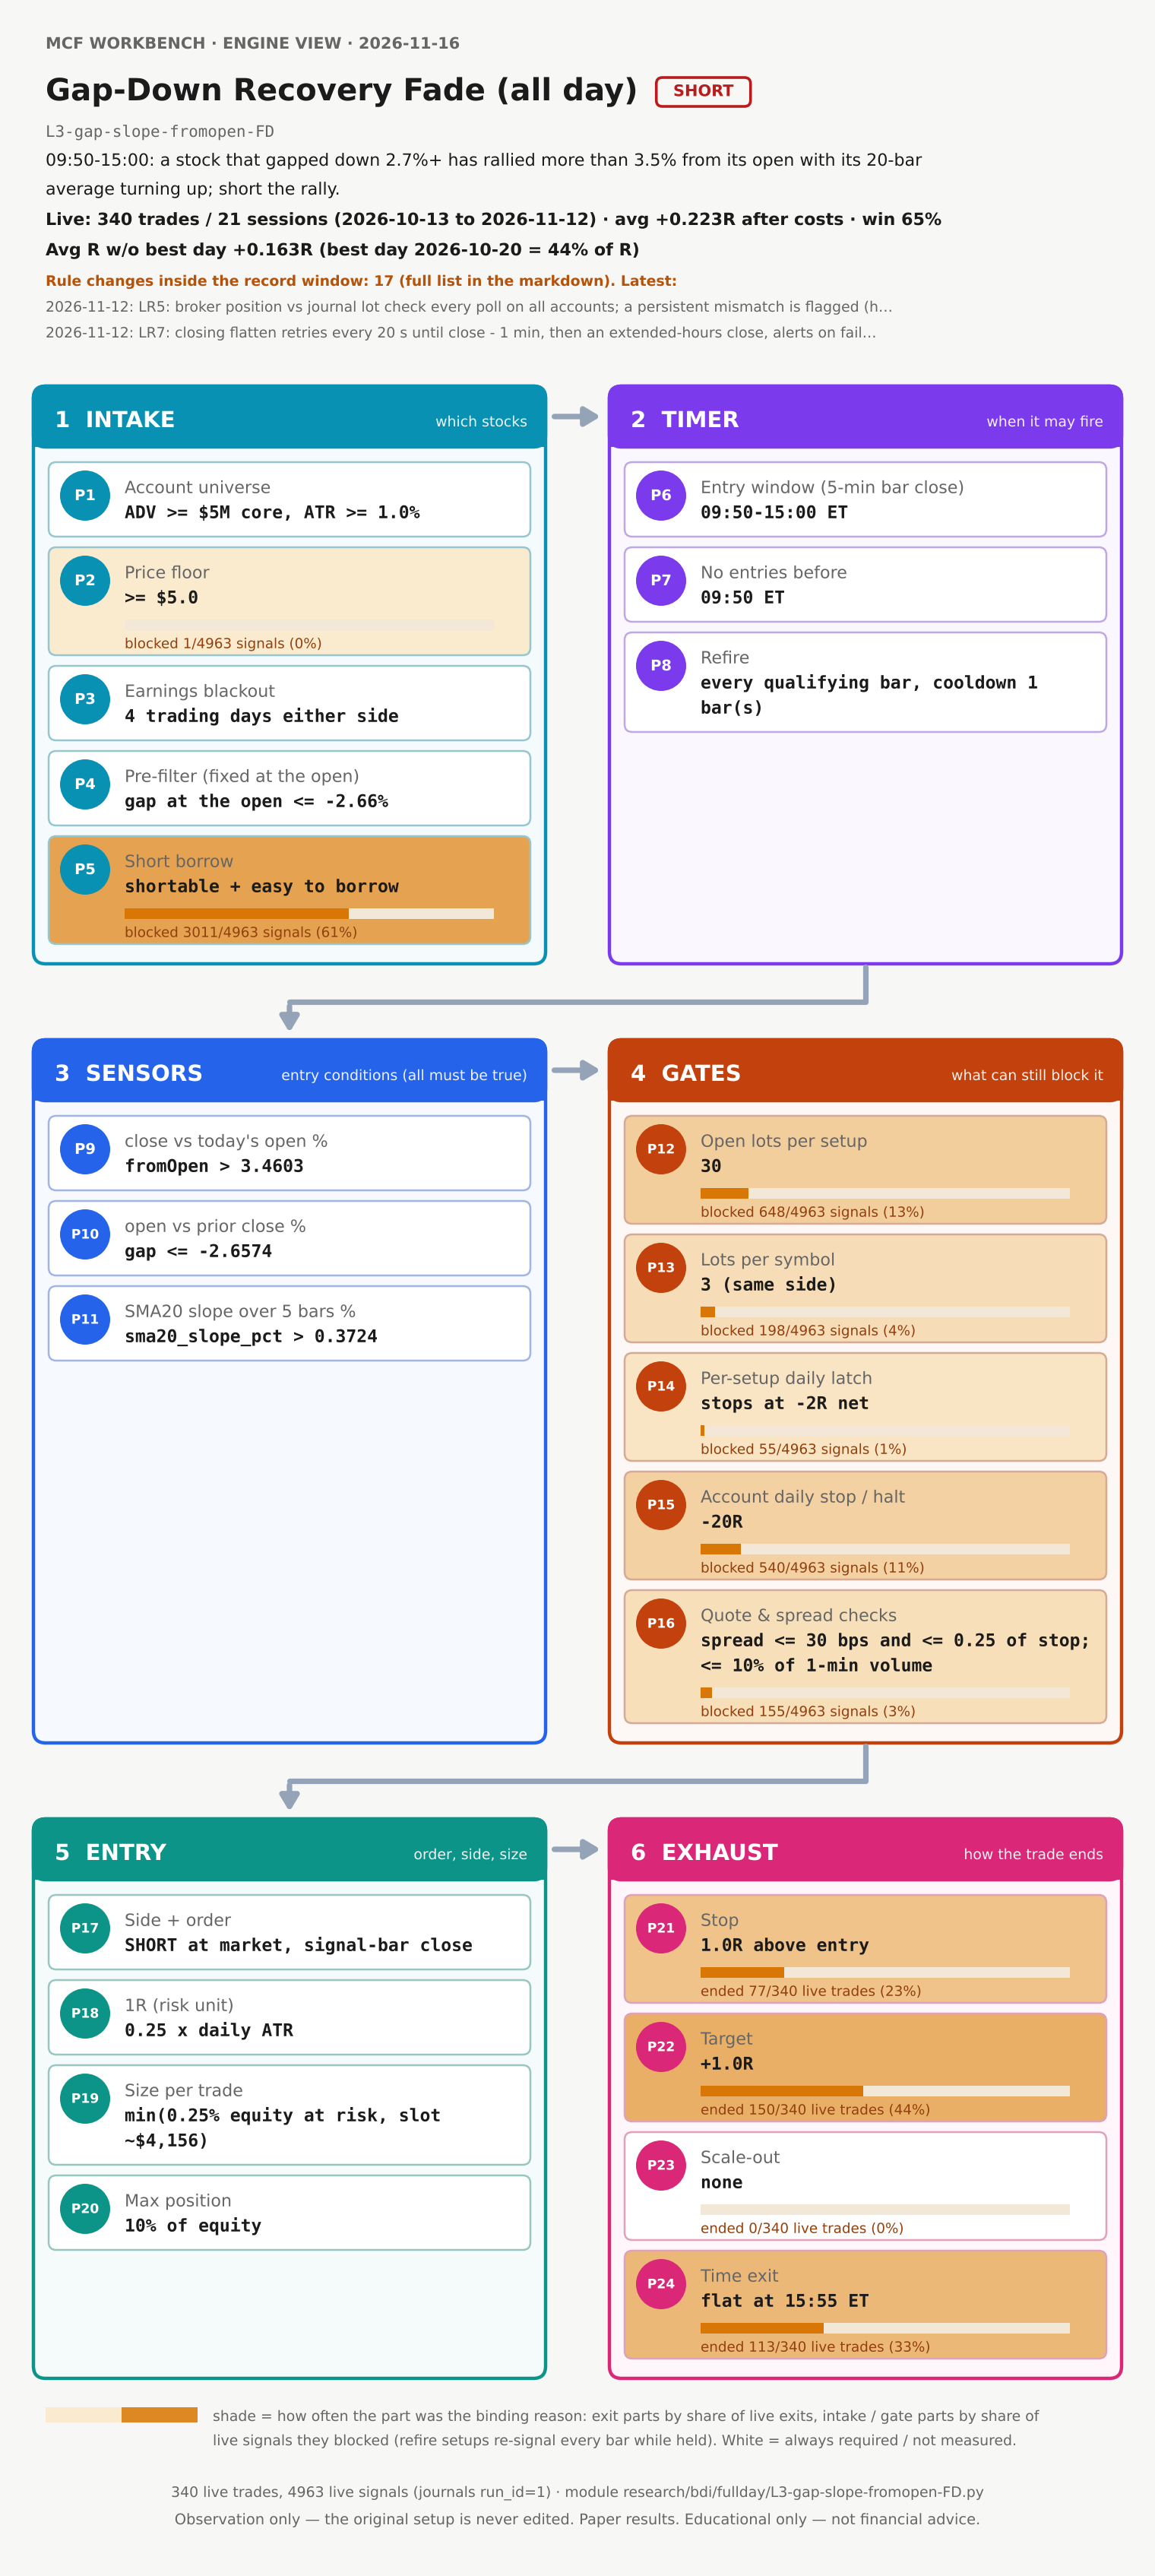 MCF WORKBENCH · ENGINE VIEW · 2026-11-16
Gap-Down Recovery Fade (all day) SHORT
L3-gap-slope-fromopen-FD
09:50-15:00: a stock that gapped down 2.7%+ has rallied more than 3.5% from its open with its 20-bar
average turning up; short the rally.
Live: 340 trades / 21 sessions (2026-10-13 to 2026-11-12) · avg +0.223R after costs · win 65%
Avg R w/o best day +0.163R (best day 2026-10-20 = 44% of R)
Rule changes inside the record window: 17 (full list in the markdown). Latest:
2026-11-12: LR5: broker position vs journal lot check every poll on all accounts; a persistent mismatch is flagged (h…
2026-11-12: LR7: closing flatten retries every 20 s until close - 1 min, then an extended-hours close, alerts on fail…
1 INTAKE which stocks
P1 Account universe
ADV >= $5M core, ATR >= 1.0%
P2 Price floor
>= $5.0
blocked 1/4963 signals (0%)
P3 Earnings blackout
4 trading days either side
P4 Pre-filter (fixed at the open)
gap at the open <= -2.66%
P5 Short borrow
shortable + easy to borrow
blocked 3011/4963 signals (61%)
2 TIMER when it may fire
P6 Entry window (5-min bar close)
09:50-15:00 ET
P7 No entries before
09:50 ET
P8 Refire
every qualifying bar, cooldown 1
bar(s)
3 SENSORS entry conditions (all must be true)
P9 close vs today's open %
fromOpen > 3.4603
P10 open vs prior close %
gap <= -2.6574
P11 SMA20 slope over 5 bars %
sma20_slope_pct > 0.3724
4 GATES what can still block it
P12 Open lots per setup
30
blocked 648/4963 signals (13%)
P13 Lots per symbol
3 (same side)
blocked 198/4963 signals (4%)
P14 Per-setup daily latch
stops at -2R net
blocked 55/4963 signals (1%)
P15 Account daily stop / halt
-20R
blocked 540/4963 signals (11%)
P16 Quote & spread checks
spread <= 30 bps and <= 0.25 of stop;
<= 10% of 1-min volume
blocked 155/4963 signals (3%)
5 ENTRY order, side, size
P17 Side + order
SHORT at market, signal-bar close
P18 1R (risk unit)
0.25 x daily ATR
P19 Size per trade
min(0.25% equity at risk, slot
~$4,156)
P20 Max position
10% of equity
6 EXHAUST how the trade ends
P21 Stop
1.0R above entry
ended 77/340 live trades (23%)
P22 Target
+1.0R
ended 150/340 live trades (44%)
P23 Scale-out
none
ended 0/340 live trades (0%)
P24 Time exit
flat at 15:55 ET
ended 113/340 live trades (33%)
shade = how often the part was the binding reason: exit parts by share of live exits, intake / gate parts by share of
live signals they blocked (refire setups re-signal every bar while held). White = always required / not measured.
340 live trades, 4963 live signals (journals run_id=1) · module research/bdi/fullday/L3-gap-slope-fromopen-FD.py
Observation only — the original setup is never edited. Paper results. Educational only — not financial advice.